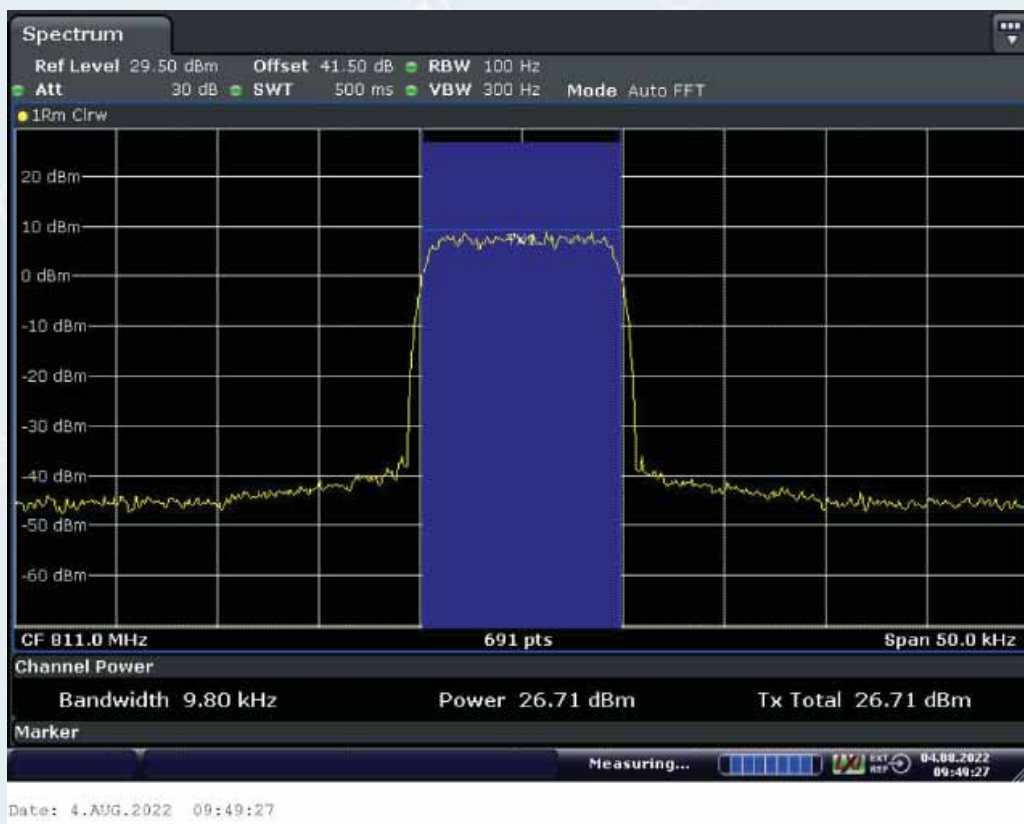 Spectrum
Ref Level 29.50 dBm Offset 41.50 dB RBW 100 Hz
Att 30 dB SWT 500 ms VBW 300 Hz Mode Auto FFT
1Rm Clrw
20 dBm
10 dBm
0 dBm
-10 dBm
-20 dBm
-30 dBm
-40 dBm
-50 dBm
-60 dBm
CF 811.0 MHz 691 pts Span 50.0 kHz
Channel Power
Bandwidth 9.80 kHz Power 26.71 dBm Tx Total 26.71 dBm
Marker
Measuring... LXI EXT REF 04.08.2022
09:49:27
Date: 4.AUG.2022 09:49:27